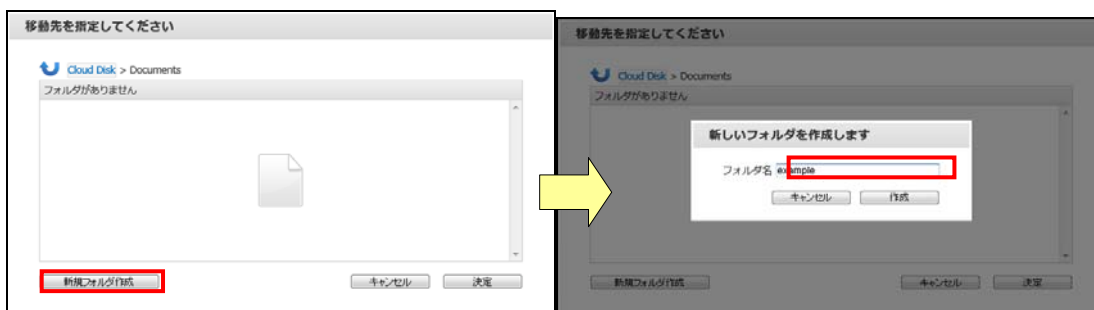 移動先を指定してください
Cloud Disk > Documents
フォルダがありません
新規フォルダ作成
キャンセル
決定
移動先を指定してください
Cloud Disk > Documents
フォルダがありません
新しいフォルダを作成します
フォルダ名 example
キャンセル
作成
新規フォルダ作成
キャンセル
決定